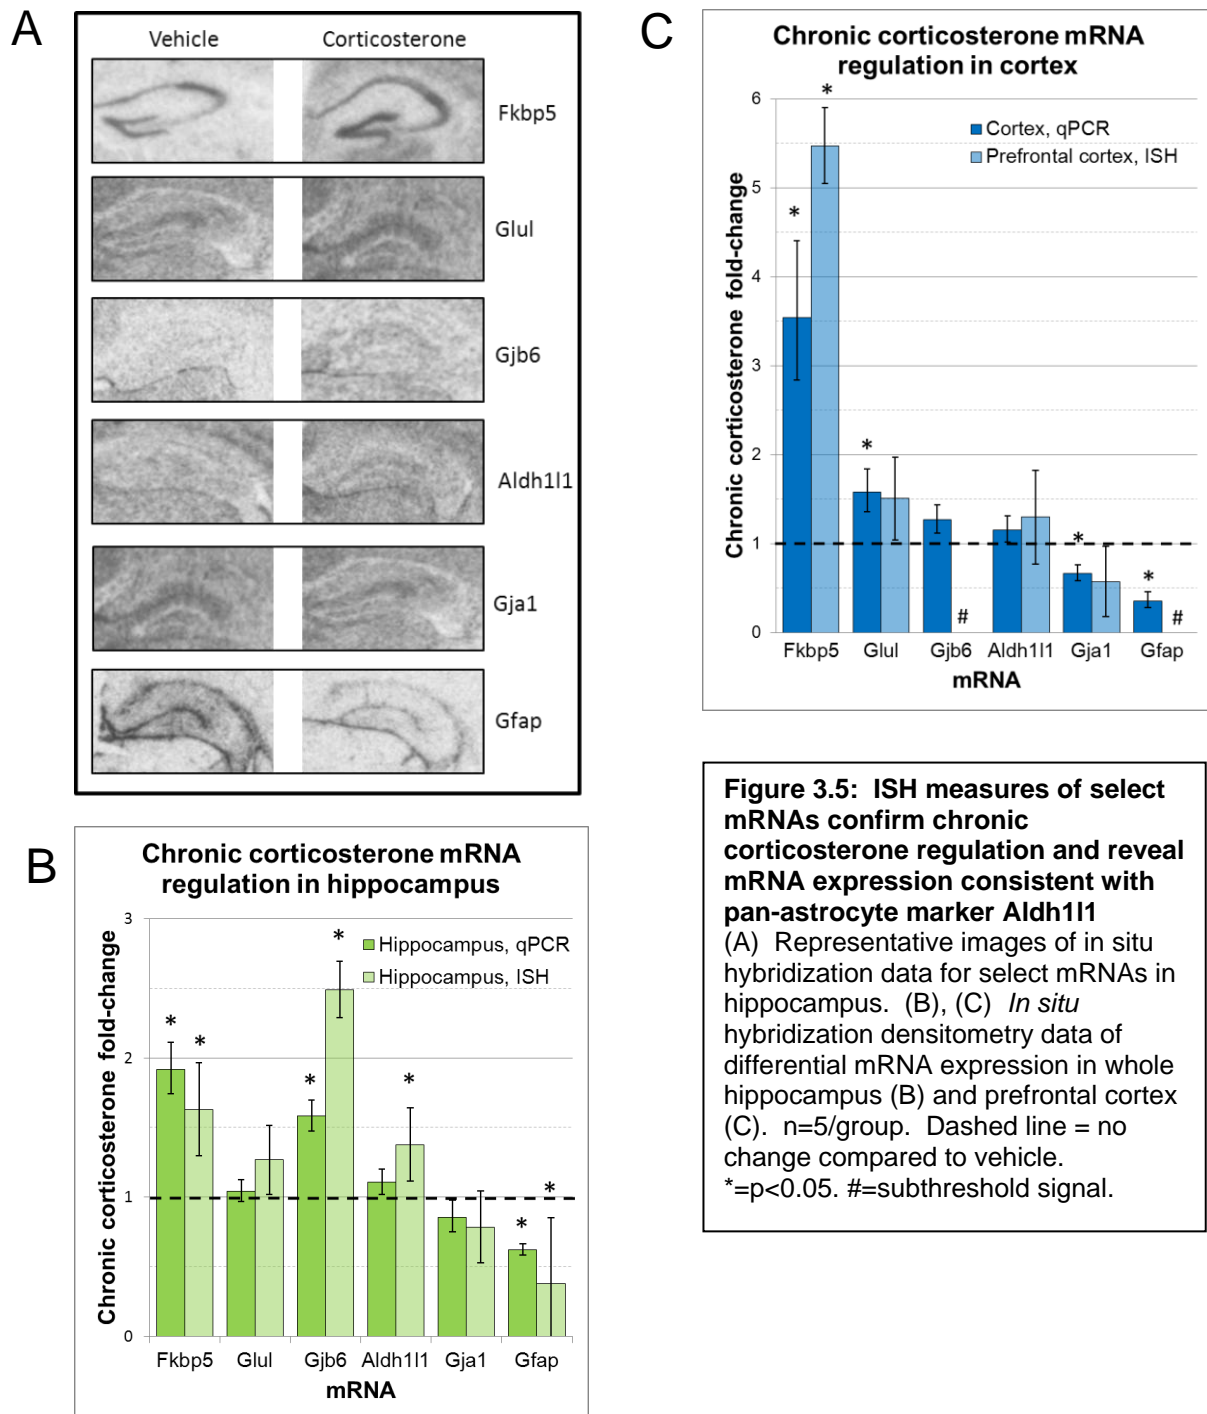 A
Vehicle Corticosterone
Fkbp5
Glul
Gjb6
Aldh1l1
Gja1
Gfap
B
Chronic corticosterone mRNA
regulation in hippocampus
Chronic corticosterone fold-change
3
2
1
0
Hippocampus, qPCR
Hippocampus, ISH
* * * * * * *
Fkbp5 Glul Gjb6 Aldh1l1 Gja1 Gfap
mRNA
C
Chronic corticosterone mRNA
regulation in cortex
Chronic corticosterone fold-change
6
5
4
3
2
1
0
Cortex, qPCR
Prefrontal cortex, ISH
* * * * *
# #
Fkbp5 Glul Gjb6 Aldh1l1 Gja1 Gfap
mRNA
Figure 3.5: ISH measures of select
mRNAs confirm chronic
corticosterone regulation and reveal
mRNA expression consistent with
pan-astrocyte marker Aldh1l1
(A) Representative images of in situ
hybridization data for select mRNAs in
hippocampus. (B), (C) In situ
hybridization densitometry data of
differential mRNA expression in whole
hippocampus (B) and prefrontal cortex
(C). n=5/group. Dashed line = no
change compared to vehicle.
*=p<0.05. #=subthreshold signal.